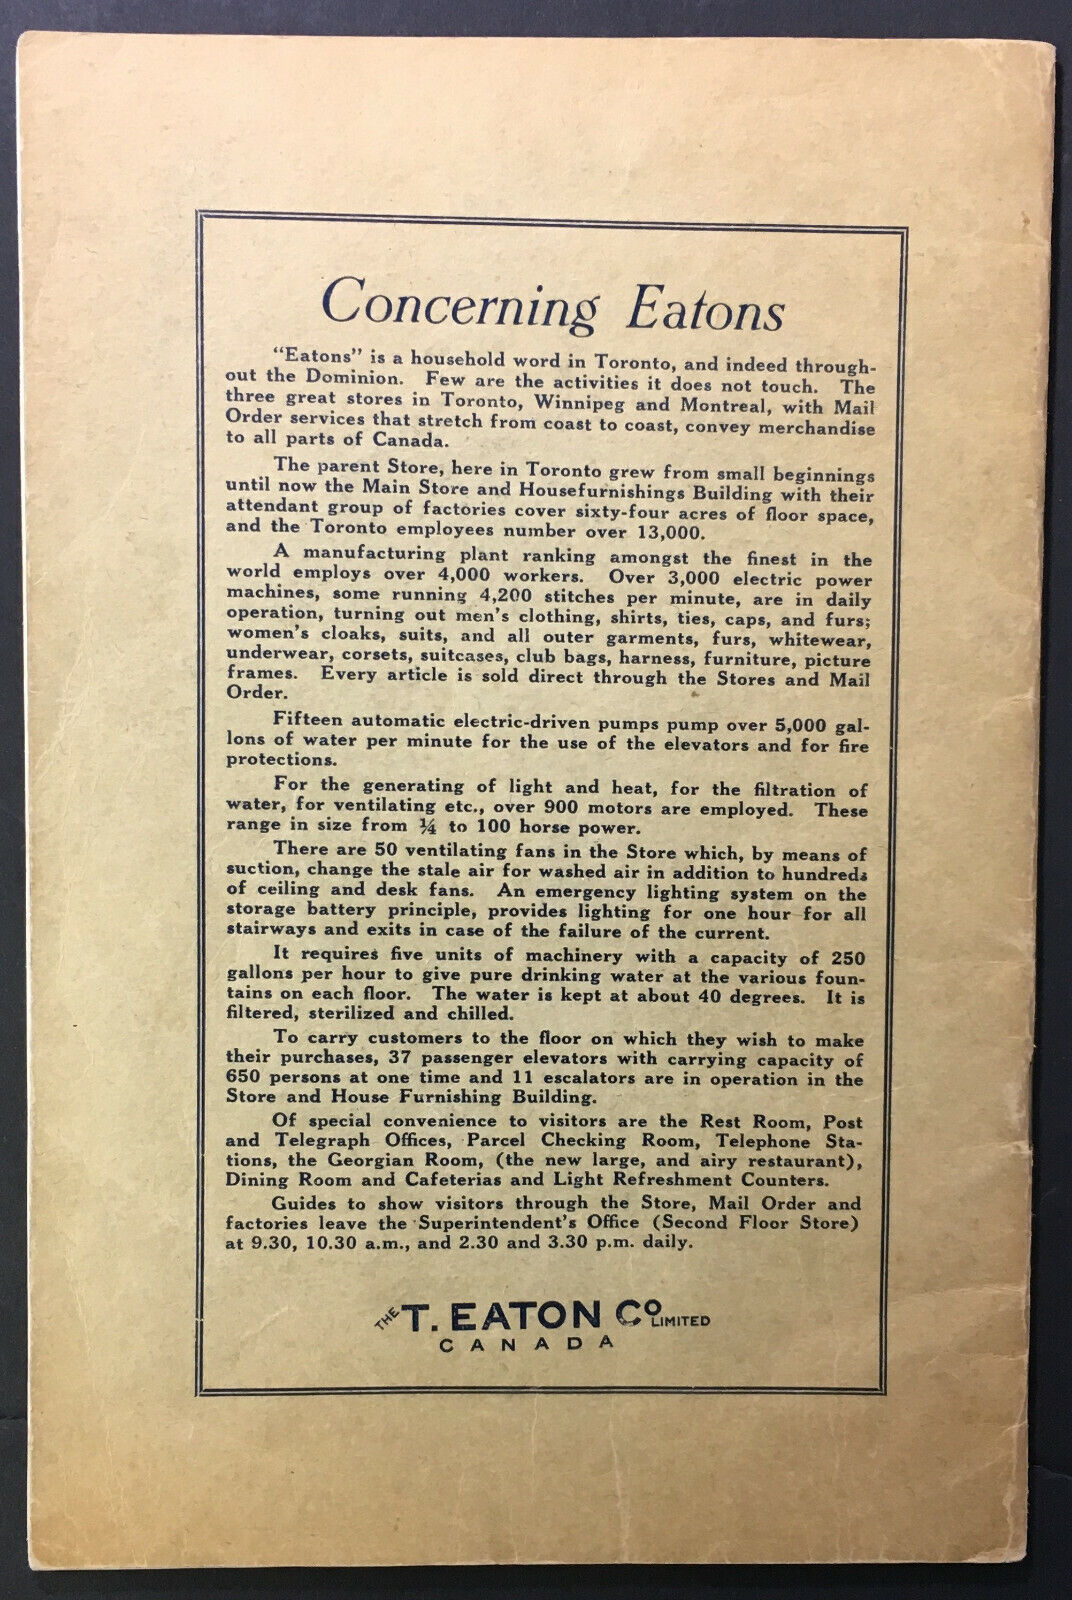 Concerning Eatons
"Eatons" is a household word in Toronto, and indeed through-
out the Dominion. Few are the activities it does not touch. The
three great stores in Toronto, Winnipeg and Montreal, with Mail
Order services that stretch from coast to coast, convey merchandise
to all parts of Canada.
The parent Store, here in Toronto grew from small beginnings
until now the Main Store and Housefurnishings Building with their
attendant group of factories cover sixty-four acres of floor space,
and the Toronto employees number over 13,000.
A manufacturing plant ranking amongst the finest in the
world employs over 4,000 workers. Over 3,000 electric power
machines, some running 4,200 stitches per minute, are in daily
operation, turning out men's clothing, shirts, ties, caps, and furs;
women's cloaks, suits, and all outer garments, furs, whitewear,
underwear, corsets, suitcases, club bags, harness, furniture, picture
frames. Every article is sold direct through the Stores and Mail
Order.
Fifteen automatic electric-driven pumps pump over 5,000 gal-
lons of water per minute for the use of the elevators and for fire
protections.
For the generating of light and heat, for the filtration of
water, for ventilating etc., over 900 motors are employed. These
range in size from ¼ to 100 horse power.
There are 50 ventilating fans in the Store which, by means of
suction, change the stale air for washed air in addition to hundreds
of ceiling and desk fans. An emergency lighting system on the
storage battery principle, provides lighting for one hour for all
stairways and exits in case of the failure of the current.
It requires five units of machinery with a capacity of 250
gallons per hour to give pure drinking water at the various foun-
tains on each floor. The water is kept at about 40 degrees. It is
filtered, sterilized and chilled.
To carry customers to the floor on which they wish to make
their purchases, 37 passenger elevators with carrying capacity of
650 persons at one time and 11 escalators are in operation in the
Store and House Furnishing Building.
Of special convenience to visitors are the Rest Room, Post
and Telegraph Offices, Parcel Checking Room, Telephone Sta-
tions, the Georgian Room, (the new large, and airy restaurant),
Dining Room and Cafeterias and Light Refreshment Counters.
Guides to show visitors through the Store, Mail Order and
factories leave the Superintendent's Office (Second Floor Store)
at 9.30, 10.30 a.m., and 2.30 and 3.30 p.m. daily.
THE T. EATON Co LIMITED
CANADA